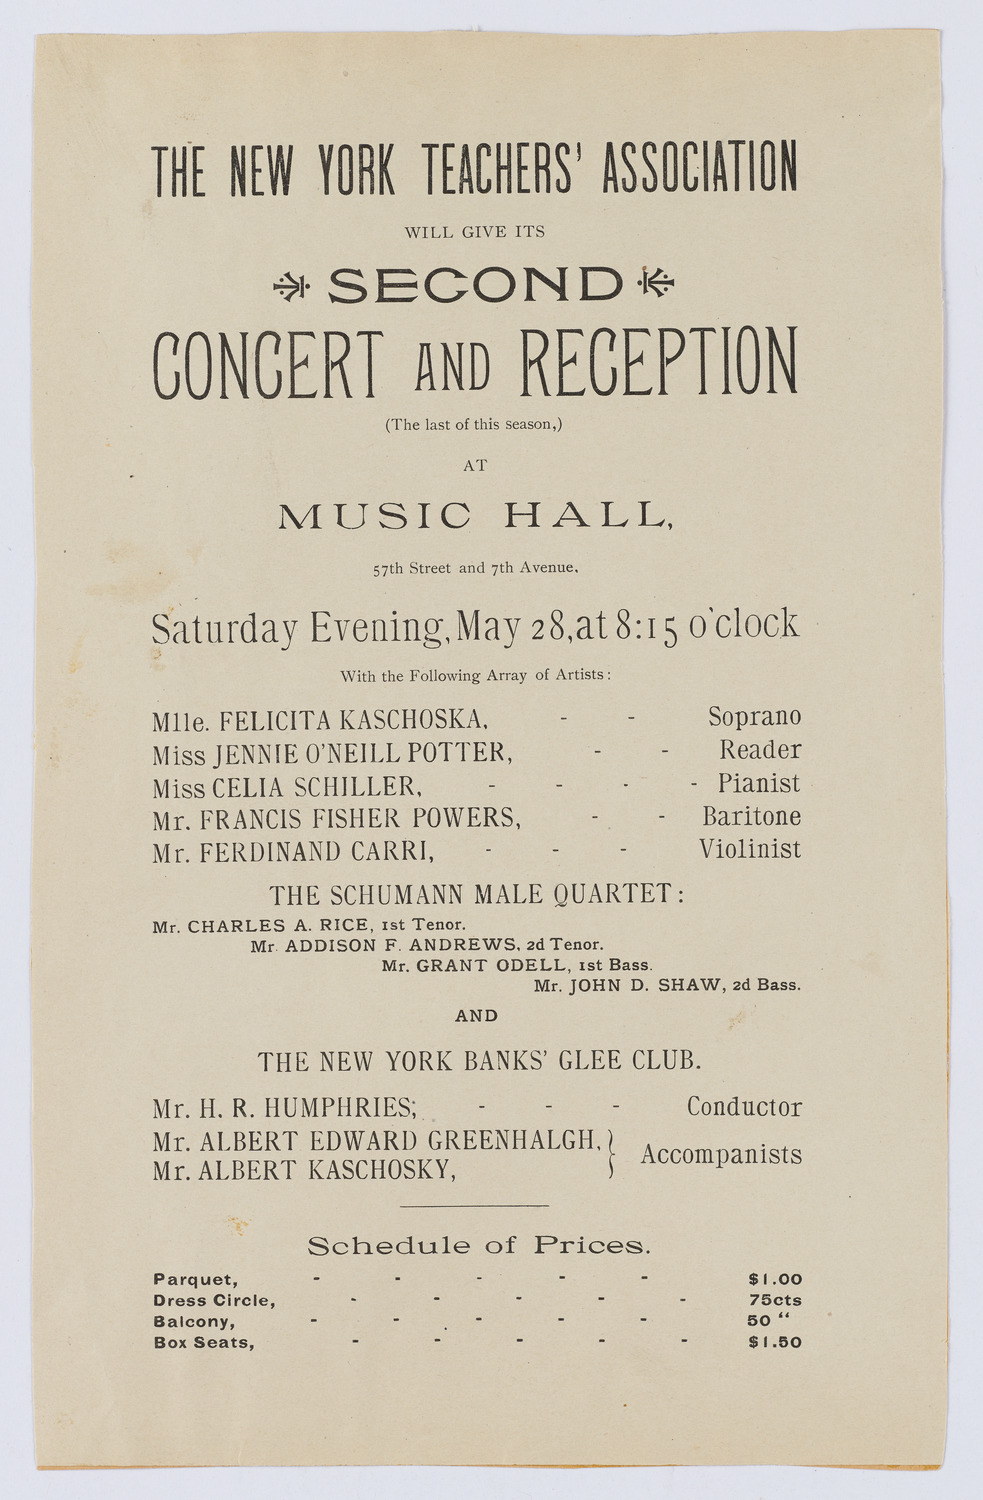 THE NEW YORK TEACHERS' ASSOCIATION
WILL GIVE ITS
SECOND
CONCERT AND RECEPTION
(The last of this season,)
AT
MUSIC HALL,
57th Street and 7th Avenue,
Saturday Evening, May 28, at 8:15 o'clock
With the Following Array of Artists:
Mlle. FELICITA KASCHOSKA, - - Soprano
Miss JENNIE O'NEILL POTTER, - - Reader
Miss CELIA SCHILLER, - - - - Pianist
Mr. FRANCIS FISHER POWERS, - - Baritone
Mr. FERDINAND CARRI, - - - Violinist
THE SCHUMANN MALE QUARTET:
Mr. CHARLES A. RICE, 1st Tenor.
Mr. ADDISON F. ANDREWS, 2d Tenor.
Mr. GRANT ODELL, 1st Bass.
Mr. JOHN D. SHAW, 2d Bass.
AND
THE NEW YORK BANKS' GLEE CLUB.
Mr. H. R. HUMPHRIES; - - - Conductor
Mr. ALBERT EDWARD GREENHALGH, }
Mr. ALBERT KASCHOSKY, } Accompanists
Schedule of Prices.
Parquet, - - - - - $1.00
Dress Circle, - - - - - 75cts
Balcony, - - - - - 50 "
Box Seats, - - - - - $1.50